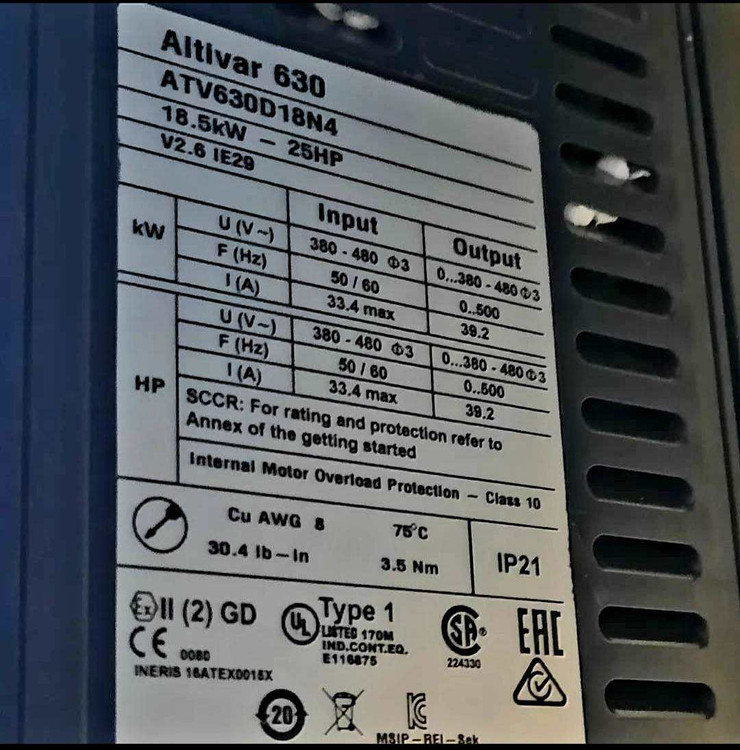 Altivar 630
ATV630D18N4
18.5kW – 25HP
V2.6 IE29
Input Output
kW
U (V~) 380 - 480 Φ3 0...380 - 480 Φ3
F (Hz) 50 / 60 0..500
I (A) 33.4 max 39.2
HP
U (V~) 380 - 480 Φ3 0...380 - 480 Φ3
F (Hz) 50 / 60 0..500
I (A) 33.4 max 39.2
SCCR: For rating and protection refer to
Annex of the getting started
Internal Motor Overload Protection – Class 10
Cu AWG 8 75°C
30.4 lb–in 3.5 Nm
IP21
Ex II (2) GD
CE 0080
INERIS 16ATEX0015X
UL Type 1
LISTED 170M
IND.CONT.EQ.
E116875
SA ®
224330
EAC
20
MSIP – REI – Sek